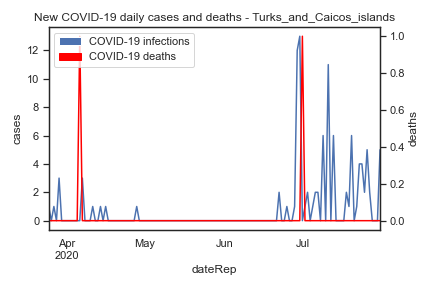 New COVID-19 daily cases and deaths - Turks_and_Caicos_islands
COVID-19 infections
COVID-19 deaths
12
10
8
6
4
2
0
cases
1.0
0.8
0.6
0.4
0.2
0.0
deaths
Apr
2020
May
Jun
Jul
dateRep